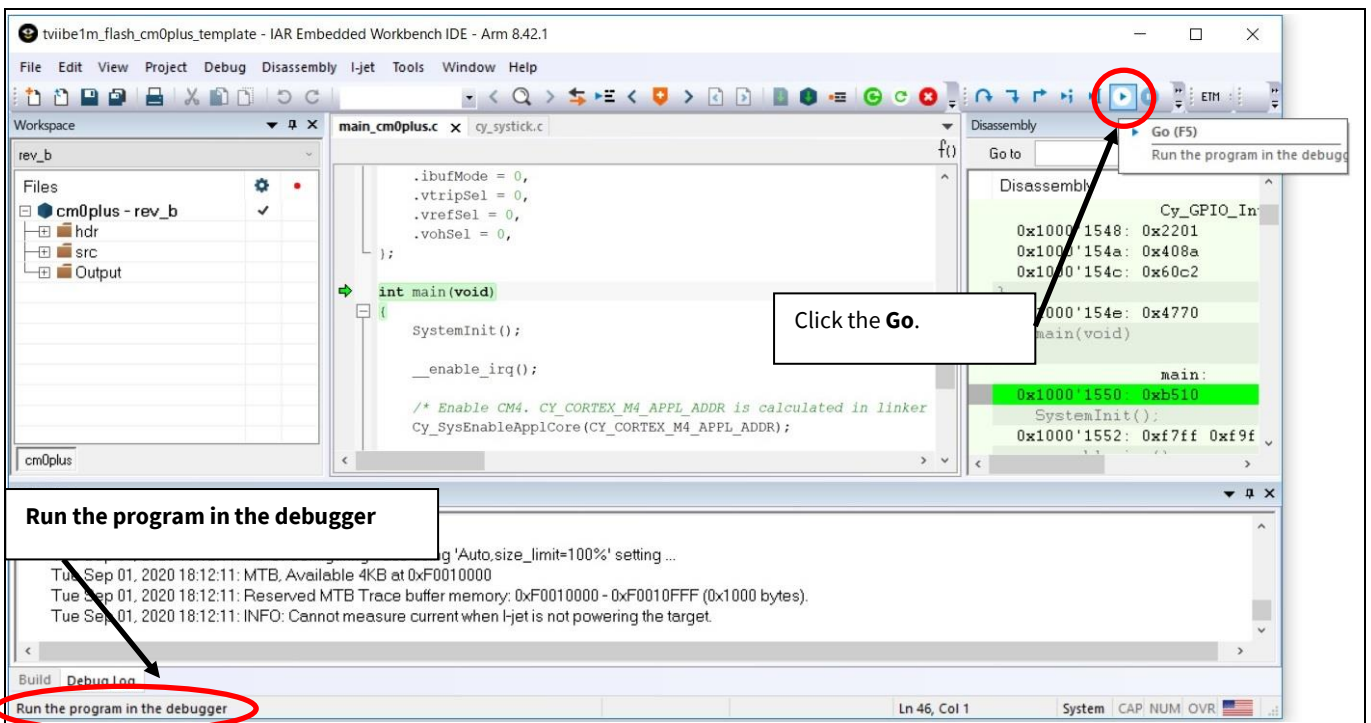 tviibe1m_flash_cm0plus_template - IAR Embedded Workbench IDE - Arm 8.42.1
File Edit View Project Debug Disassembly I-jet Tools Window Help
ETM
Workspace
main_cm0plus.c cy_systick.c
Disassembly
Go (F5)
Run the program in the debugg
rev_b
f()
Go to
Files
cm0plus - rev_b
hdr
src
Output
cm0plus
.ibufMode = 0,
.vtripSel = 0,
.vrefSel = 0,
.vohSel = 0,
};
int main(void)
{
SystemInit();
__enable_irq();
/* Enable CM4. CY_CORTEX_M4_APPL_ADDR is calculated in linker
Cy_SysEnableApplCore(CY_CORTEX_M4_APPL_ADDR);
Click the Go.
Disassembly
Cy_GPIO_In
0x1000'1548: 0x2201
0x1000'154a: 0x408a
0x1000'154c: 0x60c2
}
000'154e: 0x4770
main(void)
main:
0x1000'1550: 0xb510
SystemInit();
0x1000'1552: 0xf7ff 0xf9f
Run the program in the debugger
'Auto,size_limit=100%' setting ...
Tue Sep 01, 2020 18:12:11: MTB, Available 4KB at 0xF0010000
Tue Sep 01, 2020 18:12:11: Reserved MTB Trace buffer memory: 0xF0010000 - 0xF0010FFF (0x1000 bytes).
Tue Sep 01, 2020 18:12:11: INFO: Cannot measure current when I-jet is not powering the target.
Build Debug Log
Run the program in the debugger
Ln 46, Col 1
System CAP NUM OVR